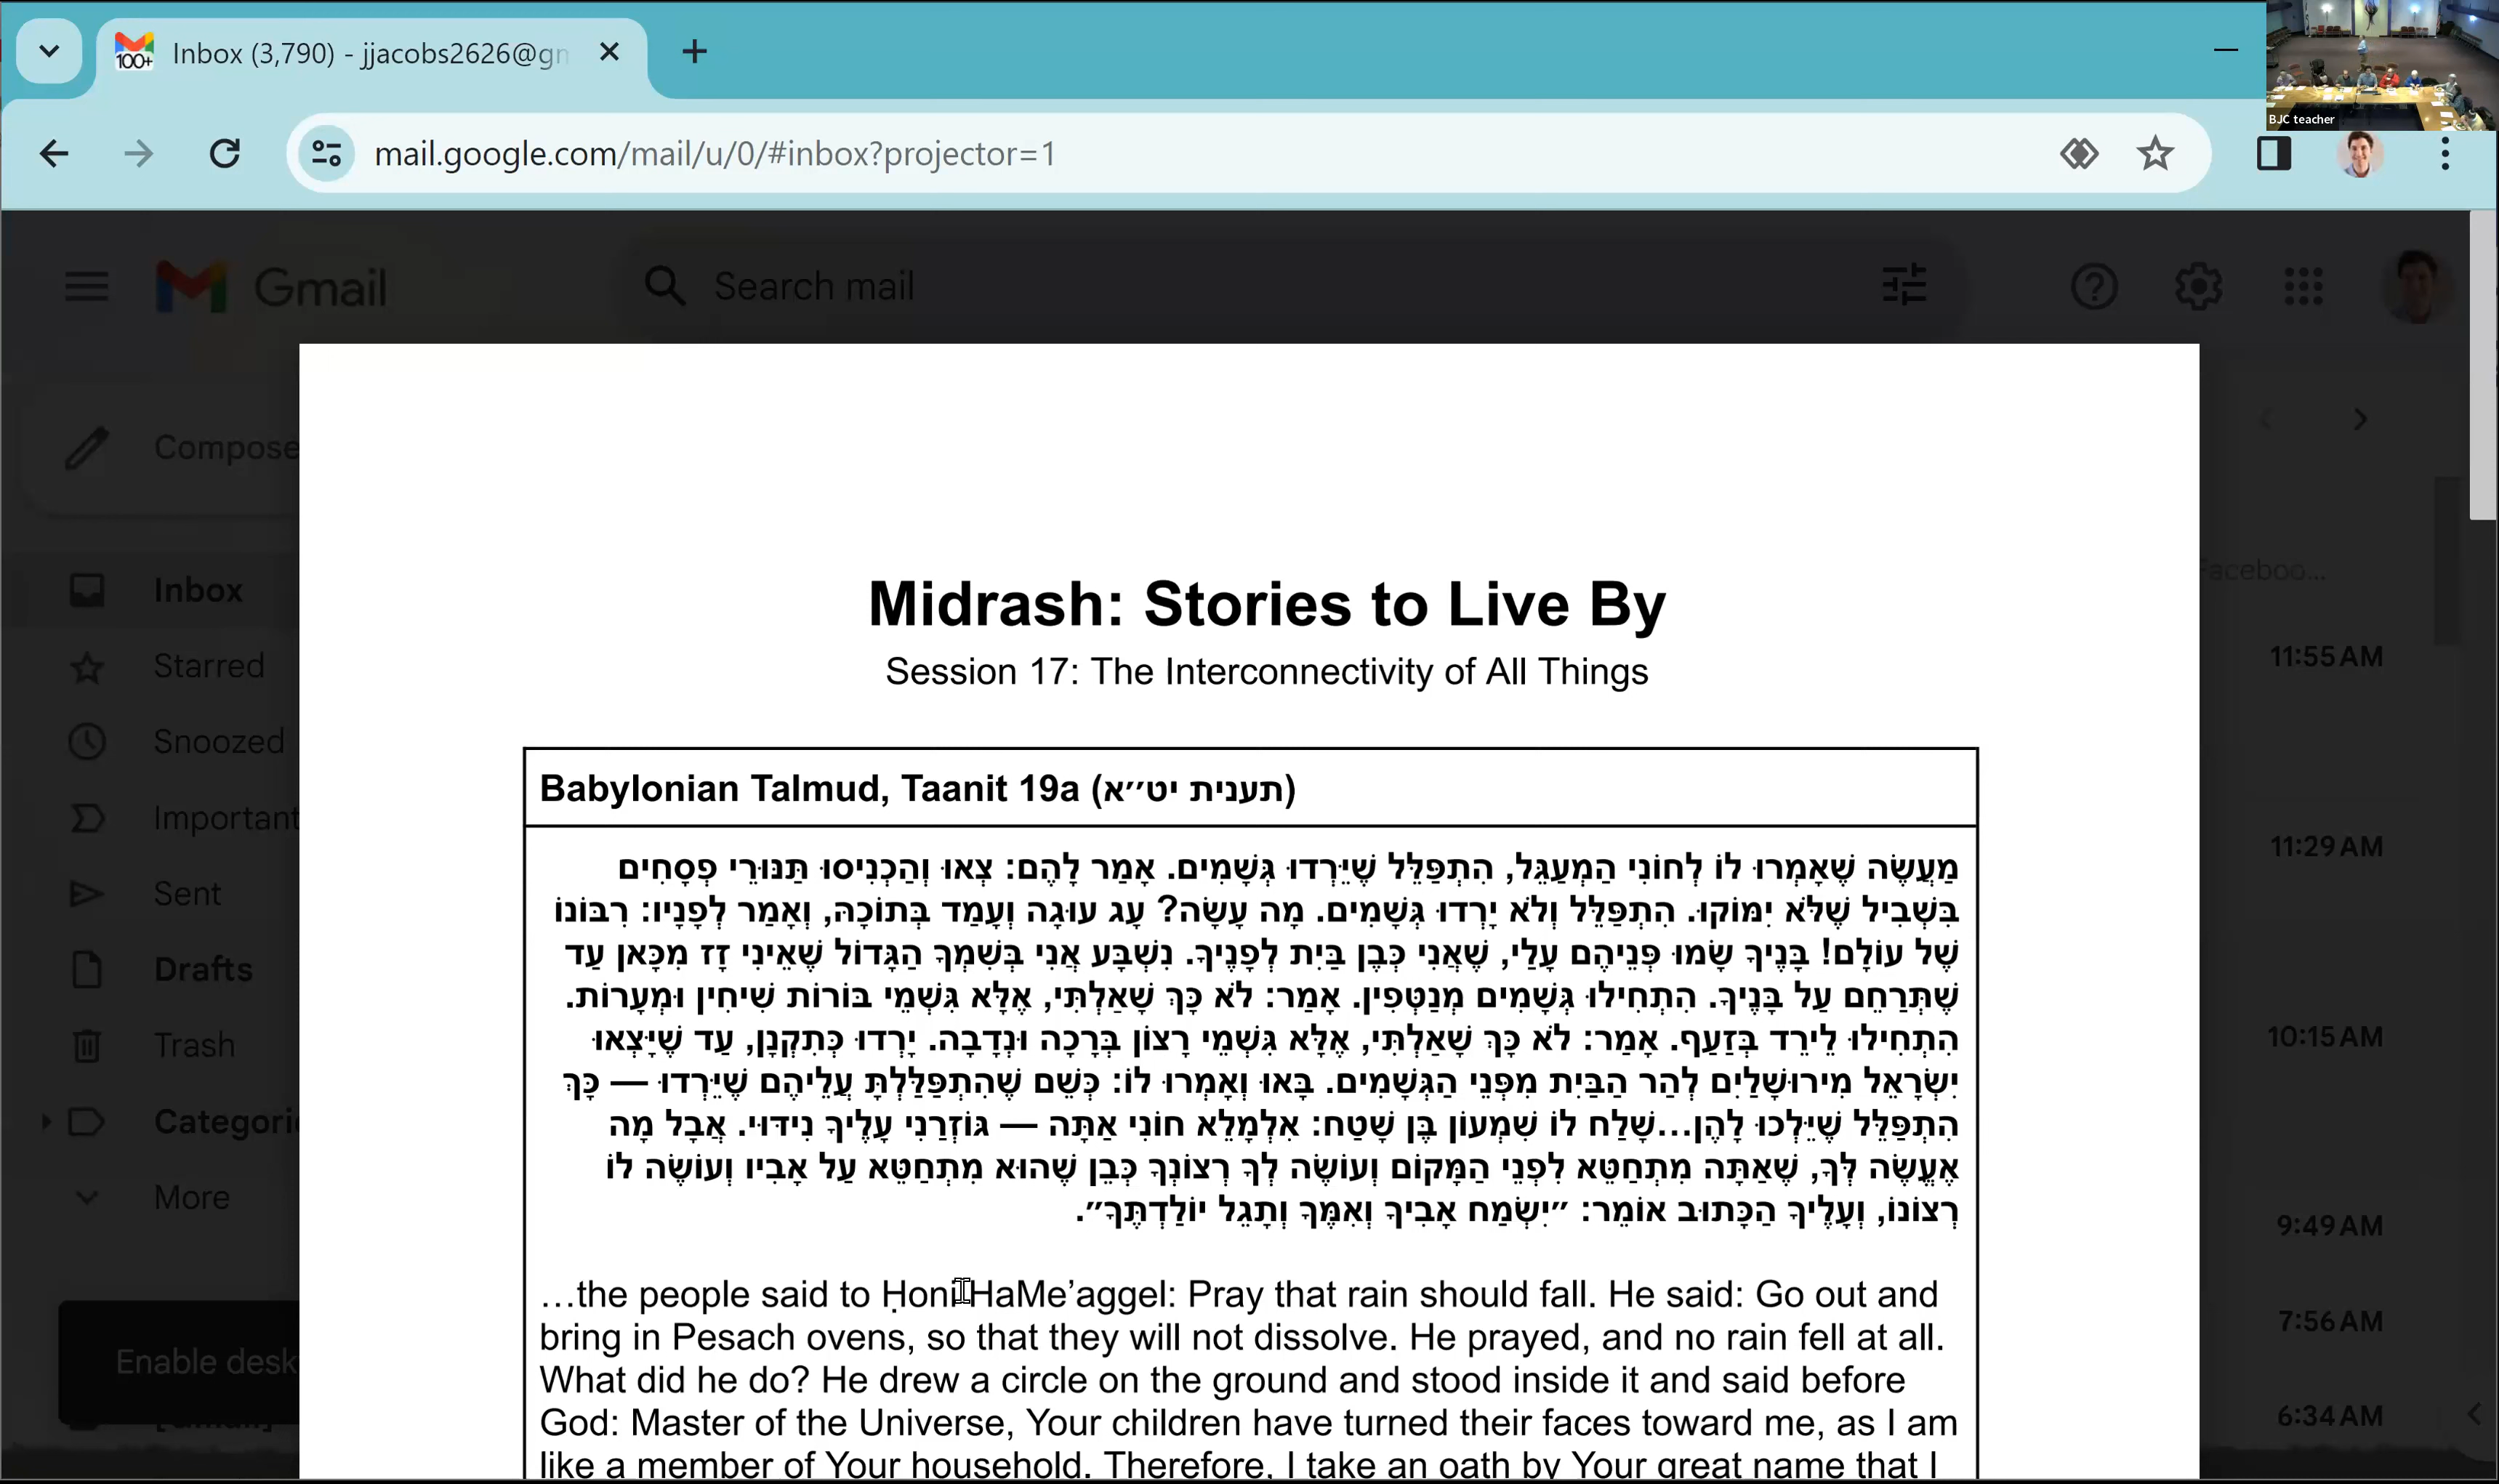 Inbox (3,790) - jjacobs2626@gm
100+
BJC teacher
mail.google.com/mail/u/0/#inbox?projector=1
Gmail
Search mail
Compose
Inbox
Starred
Snoozed
Important
Sent
Drafts
Trash
Categori
More
Enable desk
[Gmail]
Faceboo...
11:55 AM
11:29 AM
10:15 AM
9:49 AM
7:56 AM
6:34 AM
Midrash: Stories to Live By
Session 17: The Interconnectivity of All Things
Babylonian Talmud, Taanit 19a (תענית יט״א)
מַעֲשֶׂה שֶׁאָמְרוּ לוֹ לְחוֹנִי הַמְעַגֵּל, הִתְפַּלֵּל שֶׁיֵּרְדוּ גְּשָׁמִים. אָמַר לָהֶם: צְאוּ וְהַכְנִיסוּ תַּנּוּרֵי פְּסָחִים
בִּשְׁבִיל שֶׁלֹּא יִמּוֹקוּ. הִתְפַּלֵּל וְלֹא יָרְדוּ גְּשָׁמִים. מָה עָשָׂה? עָג עוּגָה וְעָמַד בְּתוֹכָהּ, וְאָמַר לְפָנָיו: רִבּוֹנוֹ
שֶׁל עוֹלָם! בָּנֶיךָ שָׂמוּ פְּנֵיהֶם עָלַי, שֶׁאֲנִי כְּבֶן בַּיִת לְפָנֶיךָ. נִשְׁבָּע אֲנִי בְּשִׁמְךָ הַגָּדוֹל שֶׁאֵינִי זָז מִכָּאן עַד
שֶׁתְּרַחֵם עַל בָּנֶיךָ. הִתְחִילוּ גְּשָׁמִים מְנַטְּפִין. אָמַר: לֹא כָּךְ שָׁאַלְתִּי, אֶלָּא גִּשְׁמֵי בּוֹרוֹת שִׁיחִין וּמְעָרוֹת.
הִתְחִילוּ לֵירֵד בְּזַעַף. אָמַר: לֹא כָּךְ שָׁאַלְתִּי, אֶלָּא גִּשְׁמֵי רָצוֹן בְּרָכָה וּנְדָבָה. יָרְדוּ כְּתִקְנָן, עַד שֶׁיָּצְאוּ
יִשְׂרָאֵל מִירוּשָׁלַיִם לְהַר הַבַּיִת מִפְּנֵי הַגְּשָׁמִים. בָּאוּ וְאָמְרוּ לוֹ: כְּשֵׁם שֶׁהִתְפַּלַּלְתָּ עֲלֵיהֶם שֶׁיֵּרְדוּ — כָּךְ
הִתְפַּלֵּל שֶׁיֵּלְכוּ לָהֶן...שָׁלַח לוֹ שִׁמְעוֹן בֶּן שָׁטַח: אִלְמָלֵא חוֹנִי אַתָּה — גּוֹזְרַנִי עָלֶיךָ נִידּוּי. אֲבָל מָה
אֶעֱשֶׂה לְּךָ, שֶׁאַתָּה מִתְחַטֵּא לִפְנֵי הַמָּקוֹם וְעוֹשֶׂה לְךָ רְצוֹנְךָ כְּבֵן שֶׁהוּא מִתְחַטֵּא עַל אָבִיו וְעוֹשֶׂה לוֹ
רְצוֹנוֹ, וְעָלֶיךָ הַכָּתוּב אוֹמֵר: ״יִשְׂמַח אָבִיךָ וְאִמֶּךָ וְתָגֵל יוֹלַדְתֶּךָ״.
…the people said to Ḥoni HaMe’aggel: Pray that rain should fall. He said: Go out and
bring in Pesach ovens, so that they will not dissolve. He prayed, and no rain fell at all.
What did he do? He drew a circle on the ground and stood inside it and said before
God: Master of the Universe, Your children have turned their faces toward me, as I am
like a member of Your household. Therefore, I take an oath by Your great name that I